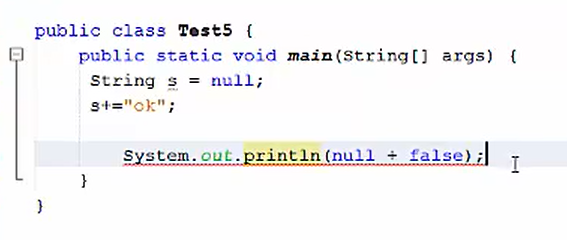 public class Test5 {
public static void main(String[] args) {
String s = null;
s+="ok";
System.out.println(null + false);
}
}